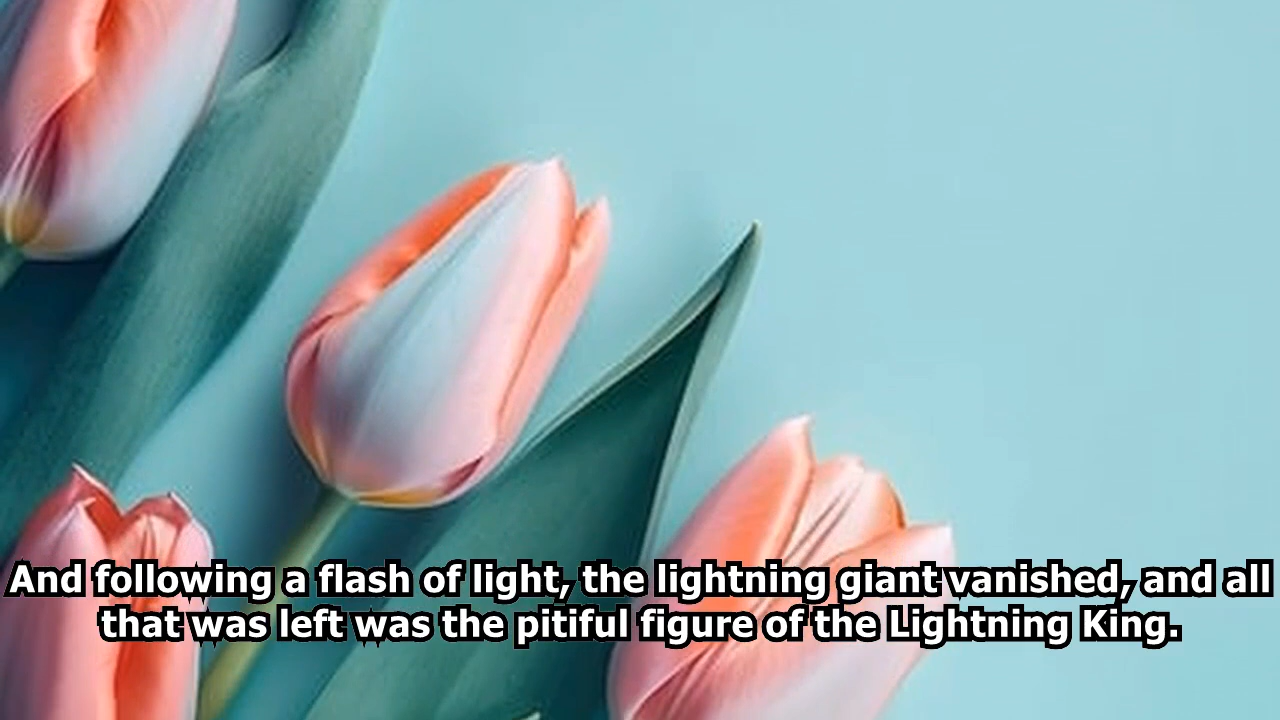 And following a flash of light, the lightning giant vanished, and all
that was left was the pitiful figure of the Lightning King.